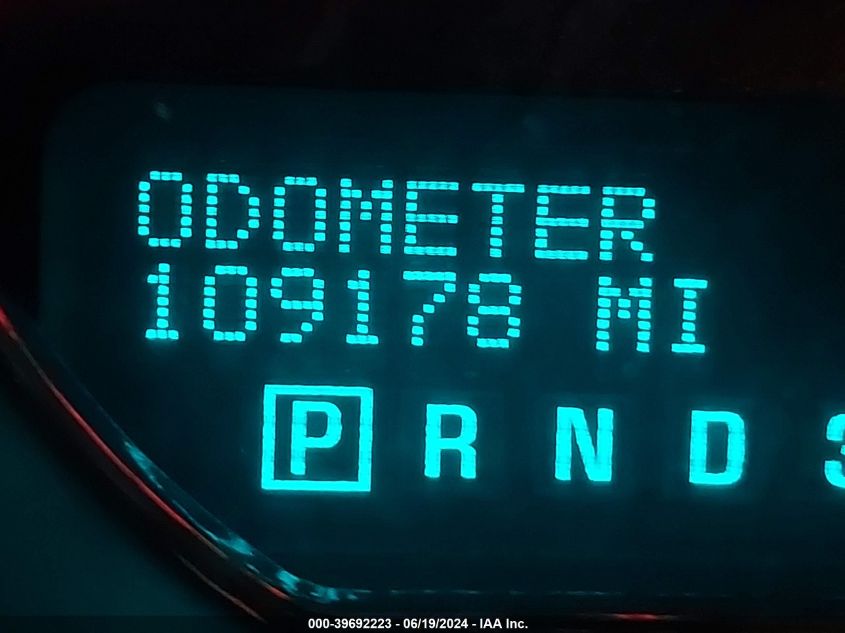 ODOMETER
109178 MI
P R N D 3
000-39692223 - 06/19/2024 - IAA Inc.